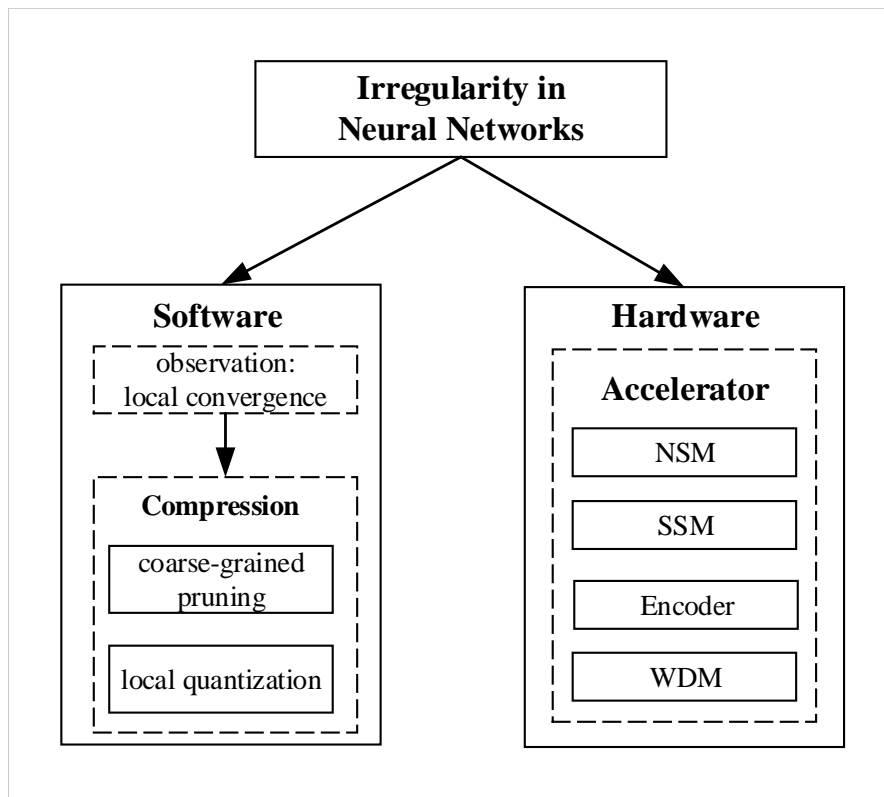 Irregularity in
Neural Networks
Software
observation:
local convergence
Compression
coarse-grained
pruning
local quantization
Hardware
Accelerator
NSM
SSM
Encoder
WDM